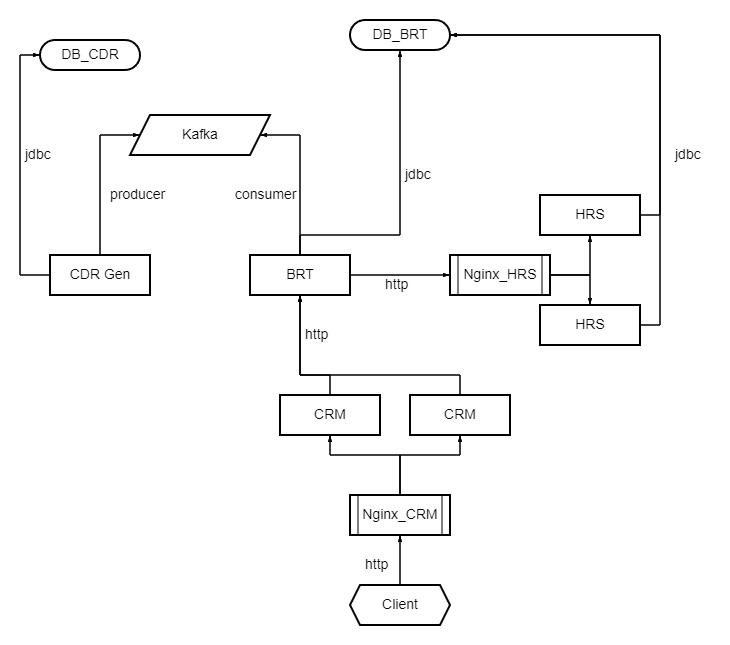 DB_BRT
DB_CDR
Kafka
jdbc
jdbc
jdbc
producer
consumer
HRS
CDR Gen
BRT
http
Nginx_HRS
HRS
http
CRM
CRM
Nginx_CRM
http
Client